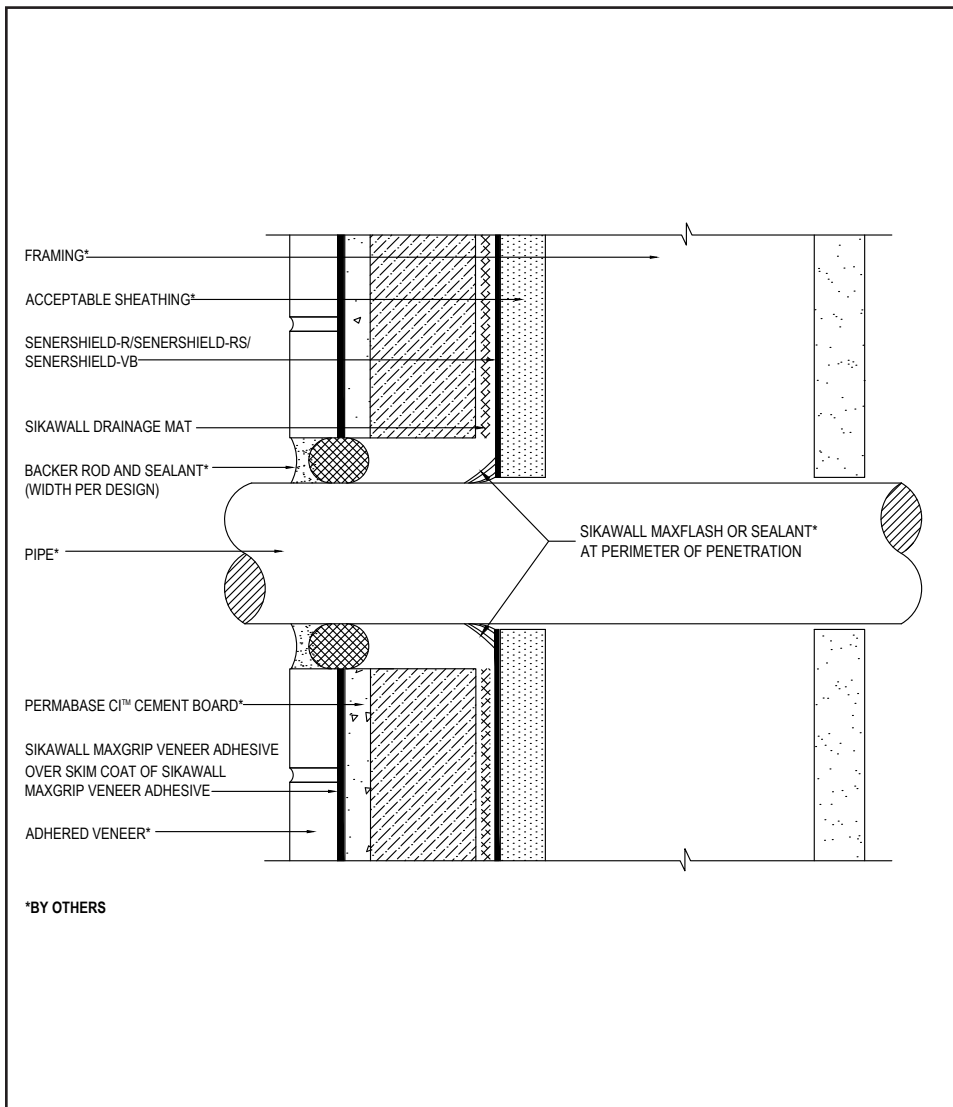 FRAMING*
ACCEPTABLE SHEATHING*
SENERSHIELD-R/SENERSHIELD-RS/
SENERSHIELD-VB
SIKAWALL DRAINAGE MAT
BACKER ROD AND SEALANT*
(WIDTH PER DESIGN)
PIPE*
SIKAWALL MAXFLASH OR SEALANT*
AT PERIMETER OF PENETRATION
PERMABASE CI™ CEMENT BOARD*
SIKAWALL MAXGRIP VENEER ADHESIVE
OVER SKIM COAT OF SIKAWALL
MAXGRIP VENEER ADHESIVE
ADHERED VENEER*
*BY OTHERS